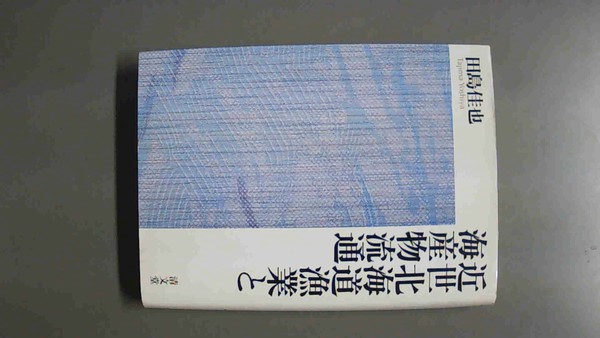 近世北海道漁業と
海産物流通
田島佳也
Tajima Yoshiya
清文堂